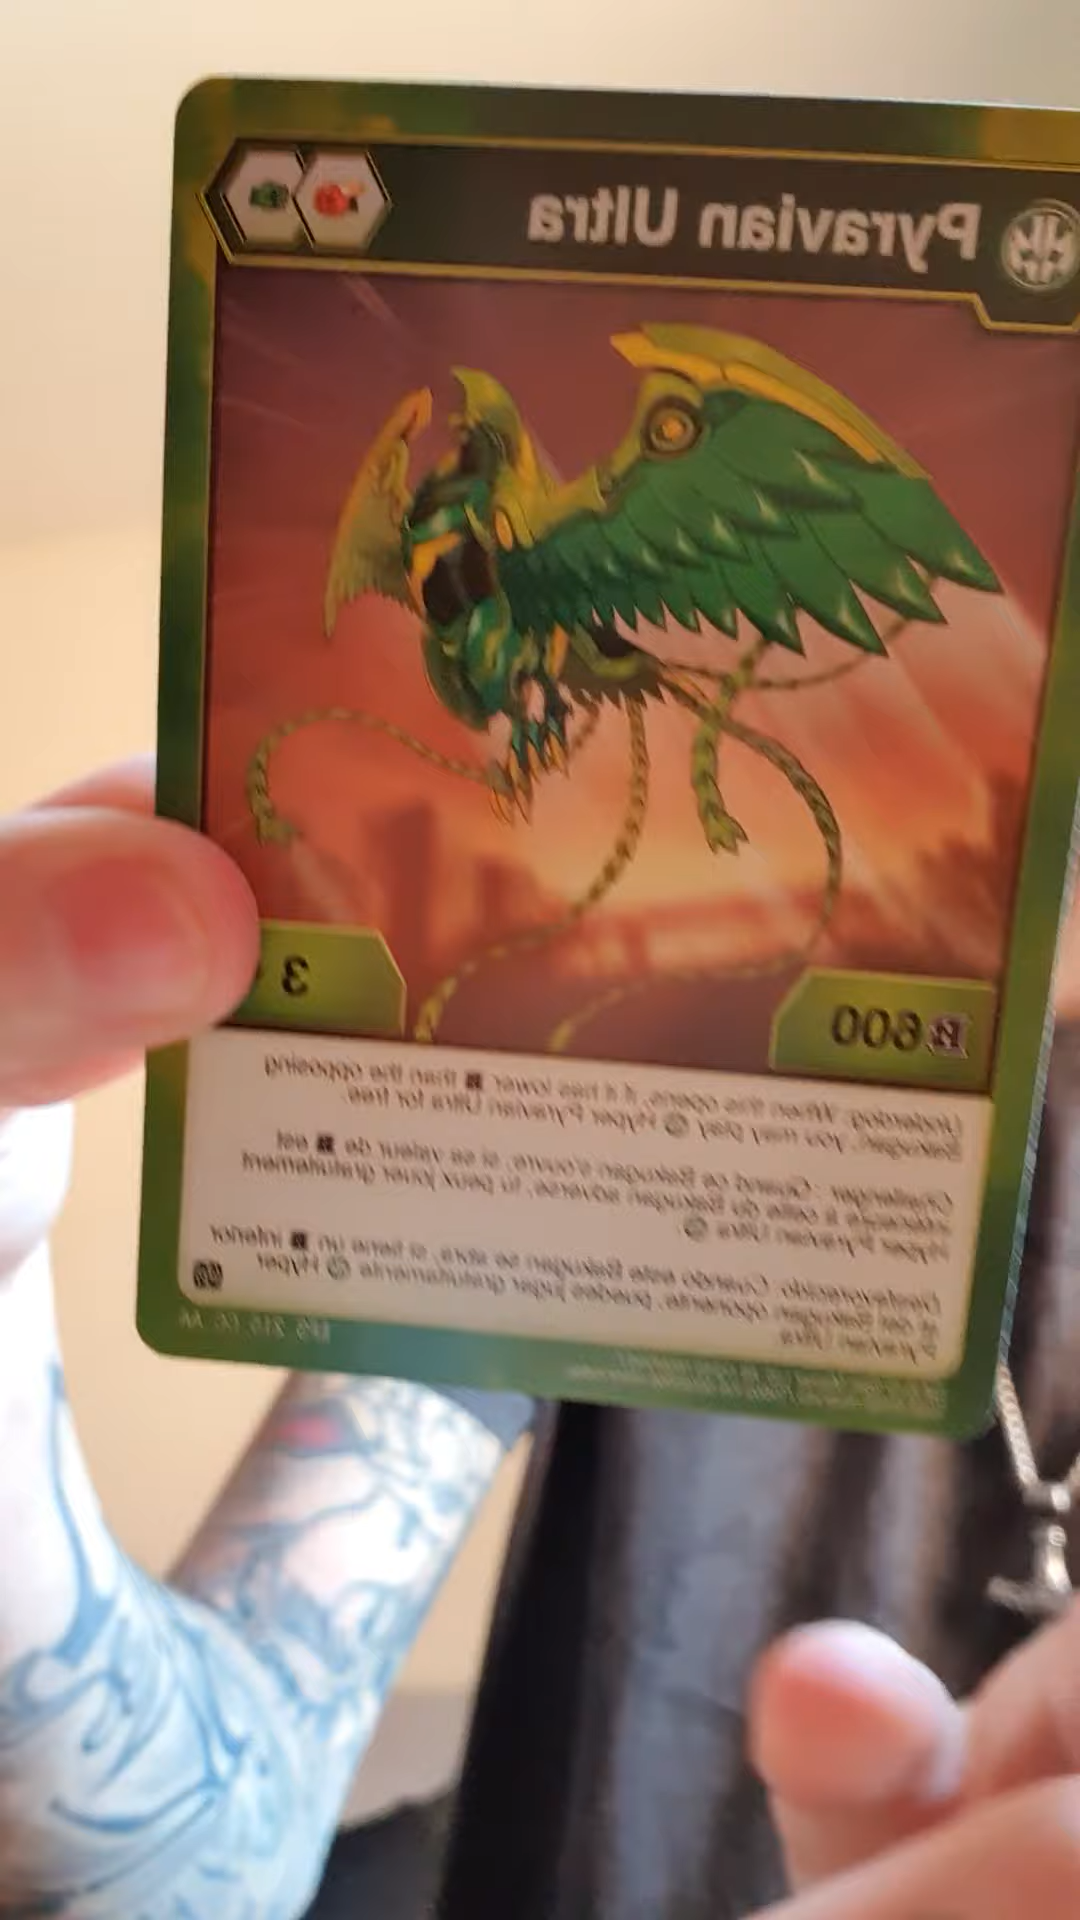 Pyravian Ultra
600
3
Underdog: When this opens, if it has lower than the opposing
Bakugan, you may play Hyper Pyravian Ultra for free.
Challenger : Quand ce Bakugan s'ouvre, si sa valeur de est
inférieure à celle du Bakugan adverse, tu peux jouer gratuitement
Hyper Pyravian Ultra
Cuando este Bakugan se abra, si tiene un inferior
al del Bakugan oponente, puedes jugar gratuitamente Hyper
Pyravian Ultra